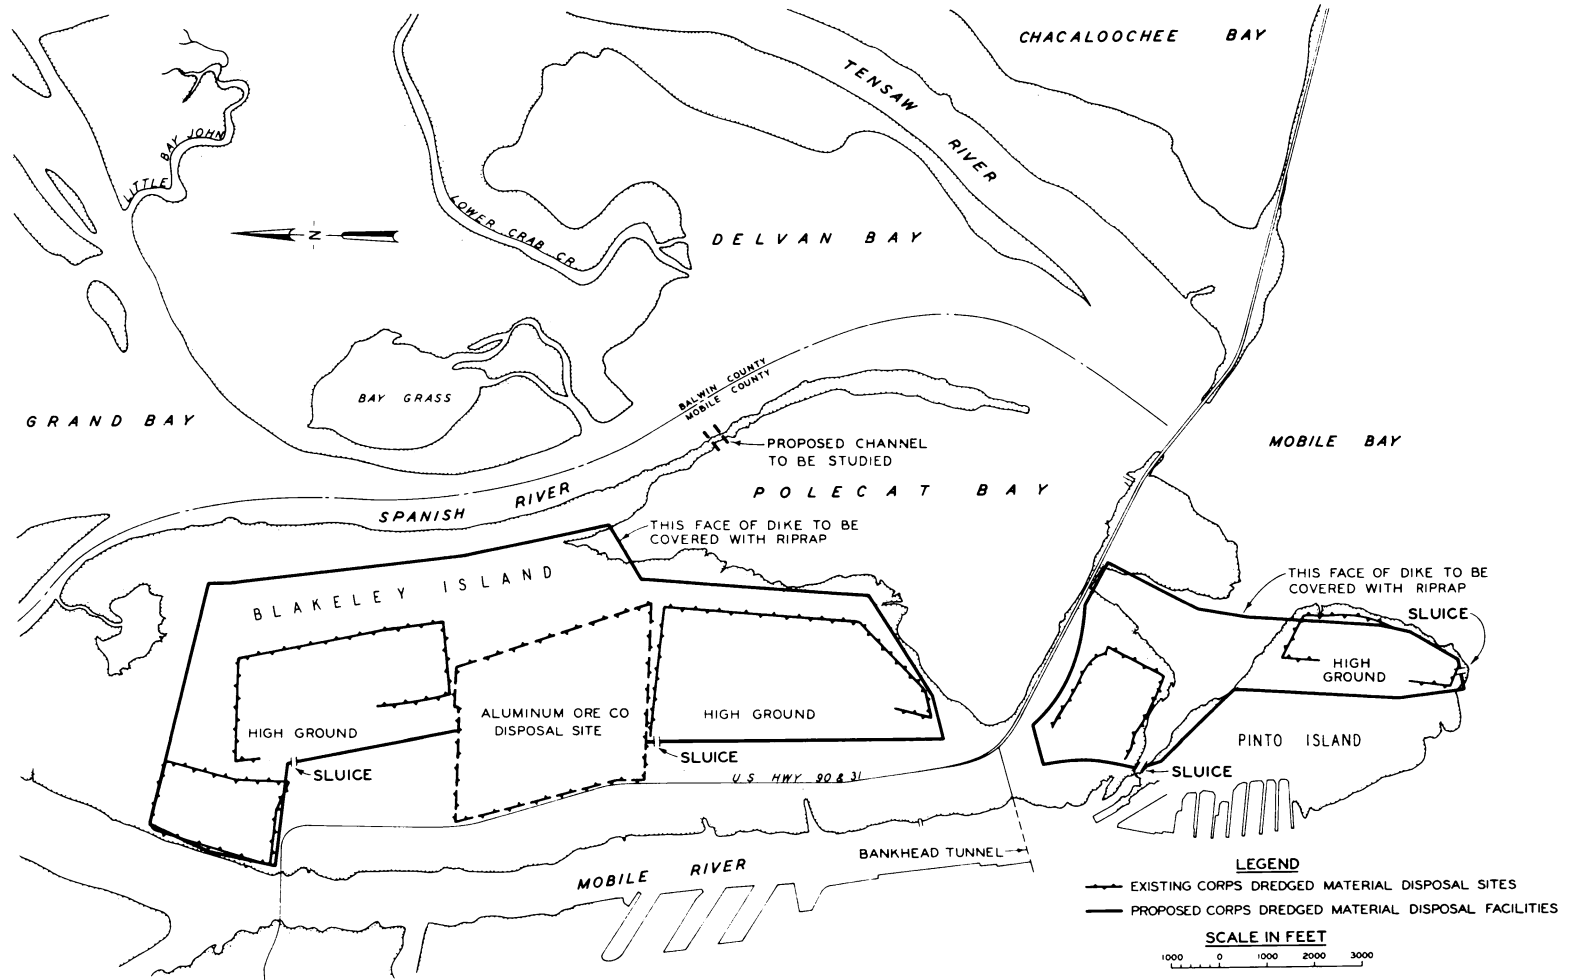 CHACALOOCHEE BAY
TENSAW RIVER
LITTLE BAY JOHN
LOWER CRAB CR
N
DELVAN BAY
BAY GRASS
BALWIN COUNTY
MOBILE COUNTY
GRAND BAY
PROPOSED CHANNEL
TO BE STUDIED
MOBILE BAY
SPANISH RIVER
POLECAT BAY
THIS FACE OF DIKE TO BE
COVERED WITH RIPRAP
BLAKELEY ISLAND
THIS FACE OF DIKE TO BE
COVERED WITH RIPRAP
SLUICE
HIGH
GROUND
HIGH GROUND
ALUMINUM ORE CO
DISPOSAL SITE
HIGH GROUND
SLUICE
SLUICE
U S HWY 90 & 31
PINTO ISLAND
SLUICE
BANKHEAD TUNNEL
MOBILE RIVER
LEGEND
EXISTING CORPS DREDGED MATERIAL DISPOSAL SITES
PROPOSED CORPS DREDGED MATERIAL DISPOSAL FACILITIES
SCALE IN FEET
1000 0 1000 2000 3000